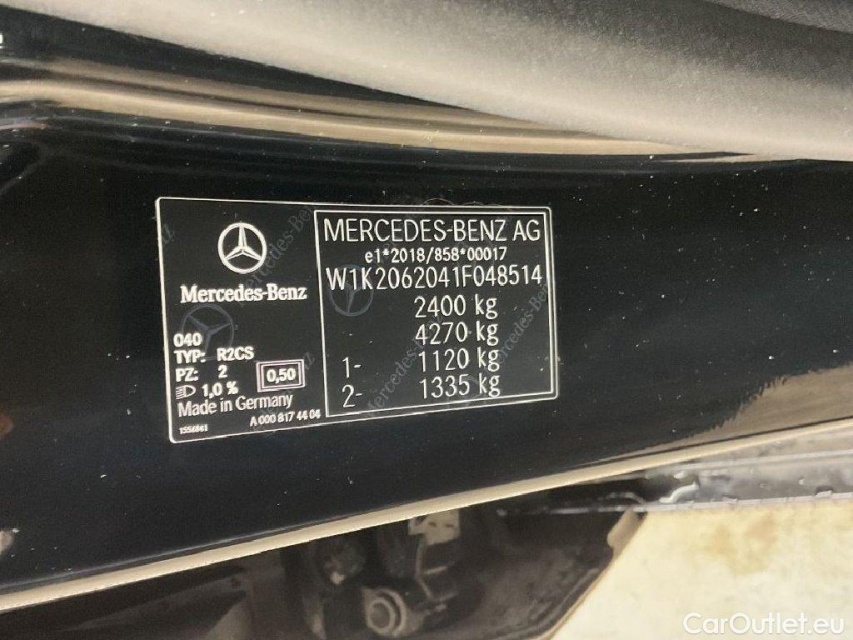 MERCEDES-BENZ AG
e1*2018/858*00017
W1K2062041F048514
2400 kg
4270 kg
1- 1120 kg
2- 1335 kg
Mercedes-Benz
040
TYP: R2CS
PZ: 2
0,50
1,0 %
Made in Germany
A 000 817 44 04
CarOutlet.eu